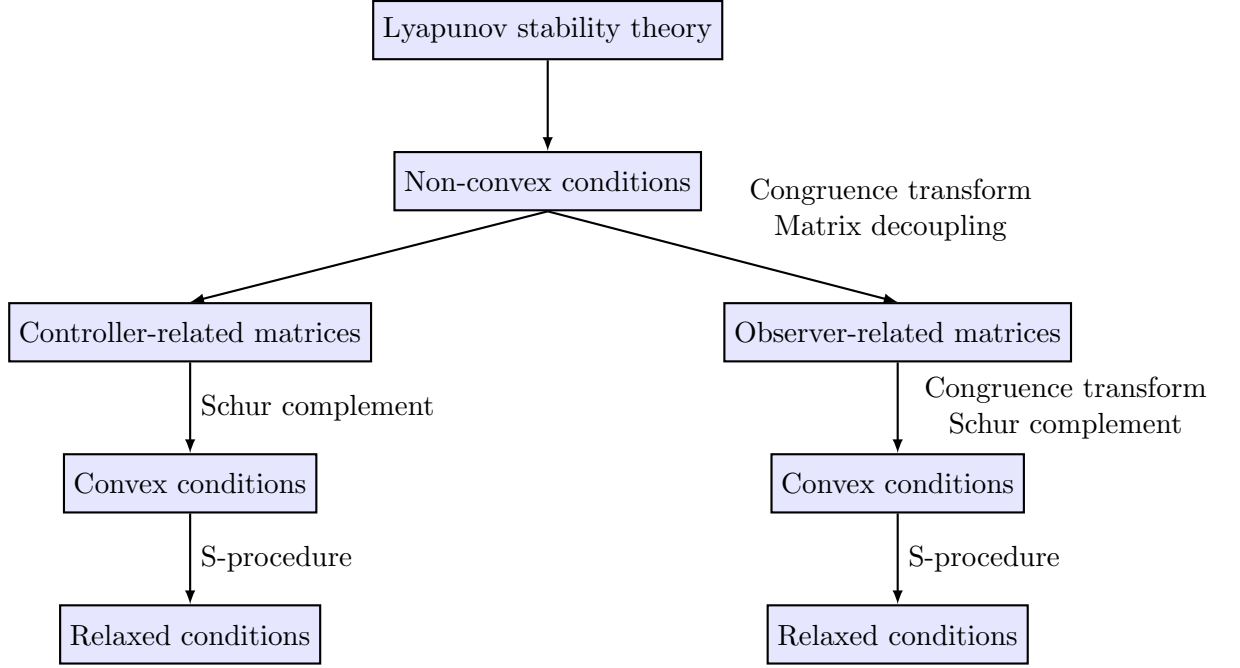 Lyapunov stability theory
Non-convex conditions
Congruence transform
Matrix decoupling
Controller-related matrices
Observer-related matrices
Schur complement
Congruence transform
Schur complement
Convex conditions
Convex conditions
S-procedure
S-procedure
Relaxed conditions
Relaxed conditions